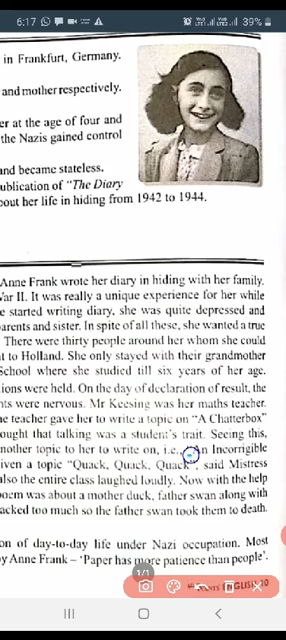 6:17
39%
in Frankfurt, Germany.
and mother respectively.
er at the age of four and
the Nazis gained control
and became stateless.
ublication of "The Diary
out her life in hiding from 1942 to 1944.
Anne Frank wrote her diary in hiding with her family.
Var II. It was really a unique experience for her while
e started writing diary, she was quite depressed and
arents and sister. In spite of all these, she wanted a true
There were thirty people around her whom she could
t to Holland. She only stayed with their grandmother
School where she studied till six years of her age.
ions were held. On the day of declaration of result, the
nts were nervous. Mr Keesing was her maths teacher.
he teacher gave her to write a topic on "A Chatterbox"
ought that talking was a student's trait. Seeing this,
nother topic to her to write on, i.e., An Incorrigible
iven a topic "Quack, Quack, Quack", said Mistress
also the entire class laughed loudly. Now with the help
poem was about a mother duck, father swan along with
acked too much so the father swan took them to death.
on of day-to-day life under Nazi occupation. Most
by Anne Frank – 'Paper has more patience than people'.
1/1
ENGLISH 10